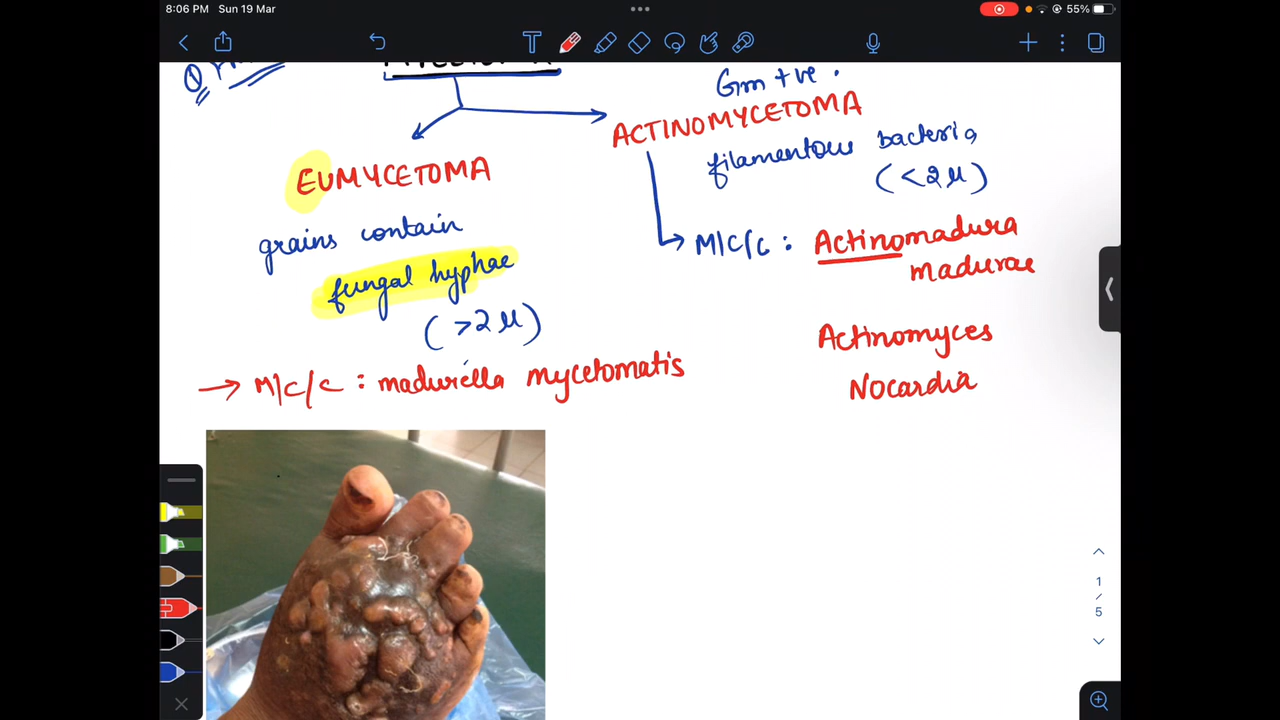 8:06 PM Sun 19 Mar
55%
Gm +ve
ACTINOMYCETOMA
filamentous bacteria
(<2μ)
EUMYCETOMA
grains contain
fungal hyphae
(>2μ)
→ M/C/C : madurella mycetomatis
→ M/C/C : Actinomadura
madurae
Actinomyces
Nocardia
1
/
5